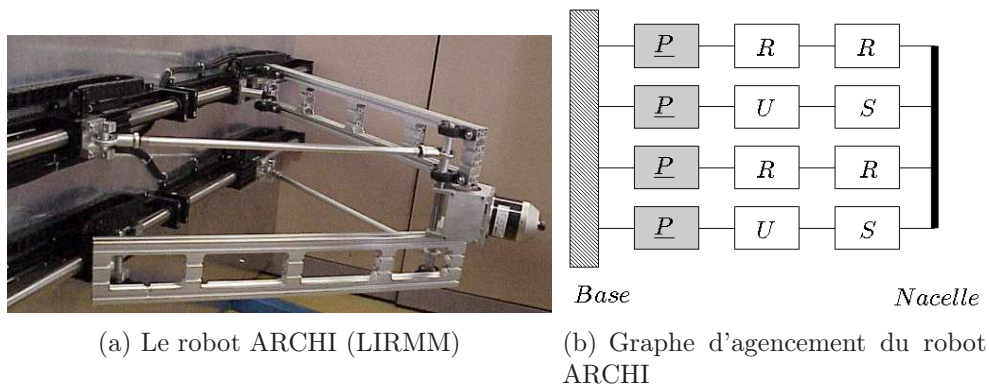 P R R
P U S
P R R
P U S
Base Nacelle
(a) Le robot ARCHI (LIRMM)
(b) Graphe d'agencement du robot
ARCHI